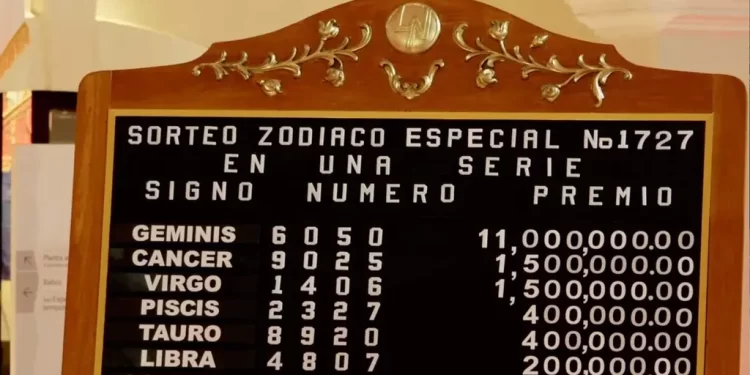 SORTEO ZODIACO ESPECIAL No1727
EN UNA SERIE
SIGNO NUMERO PREMIO
GEMINIS 6050 11,000,000.00
CANCER 9025 1,500,000.00
VIRGO 1406 1,500,000.00
PISCIS 2327 400,000.00
TAURO 8920 400,000.00
LIBRA 4807 200,000.00